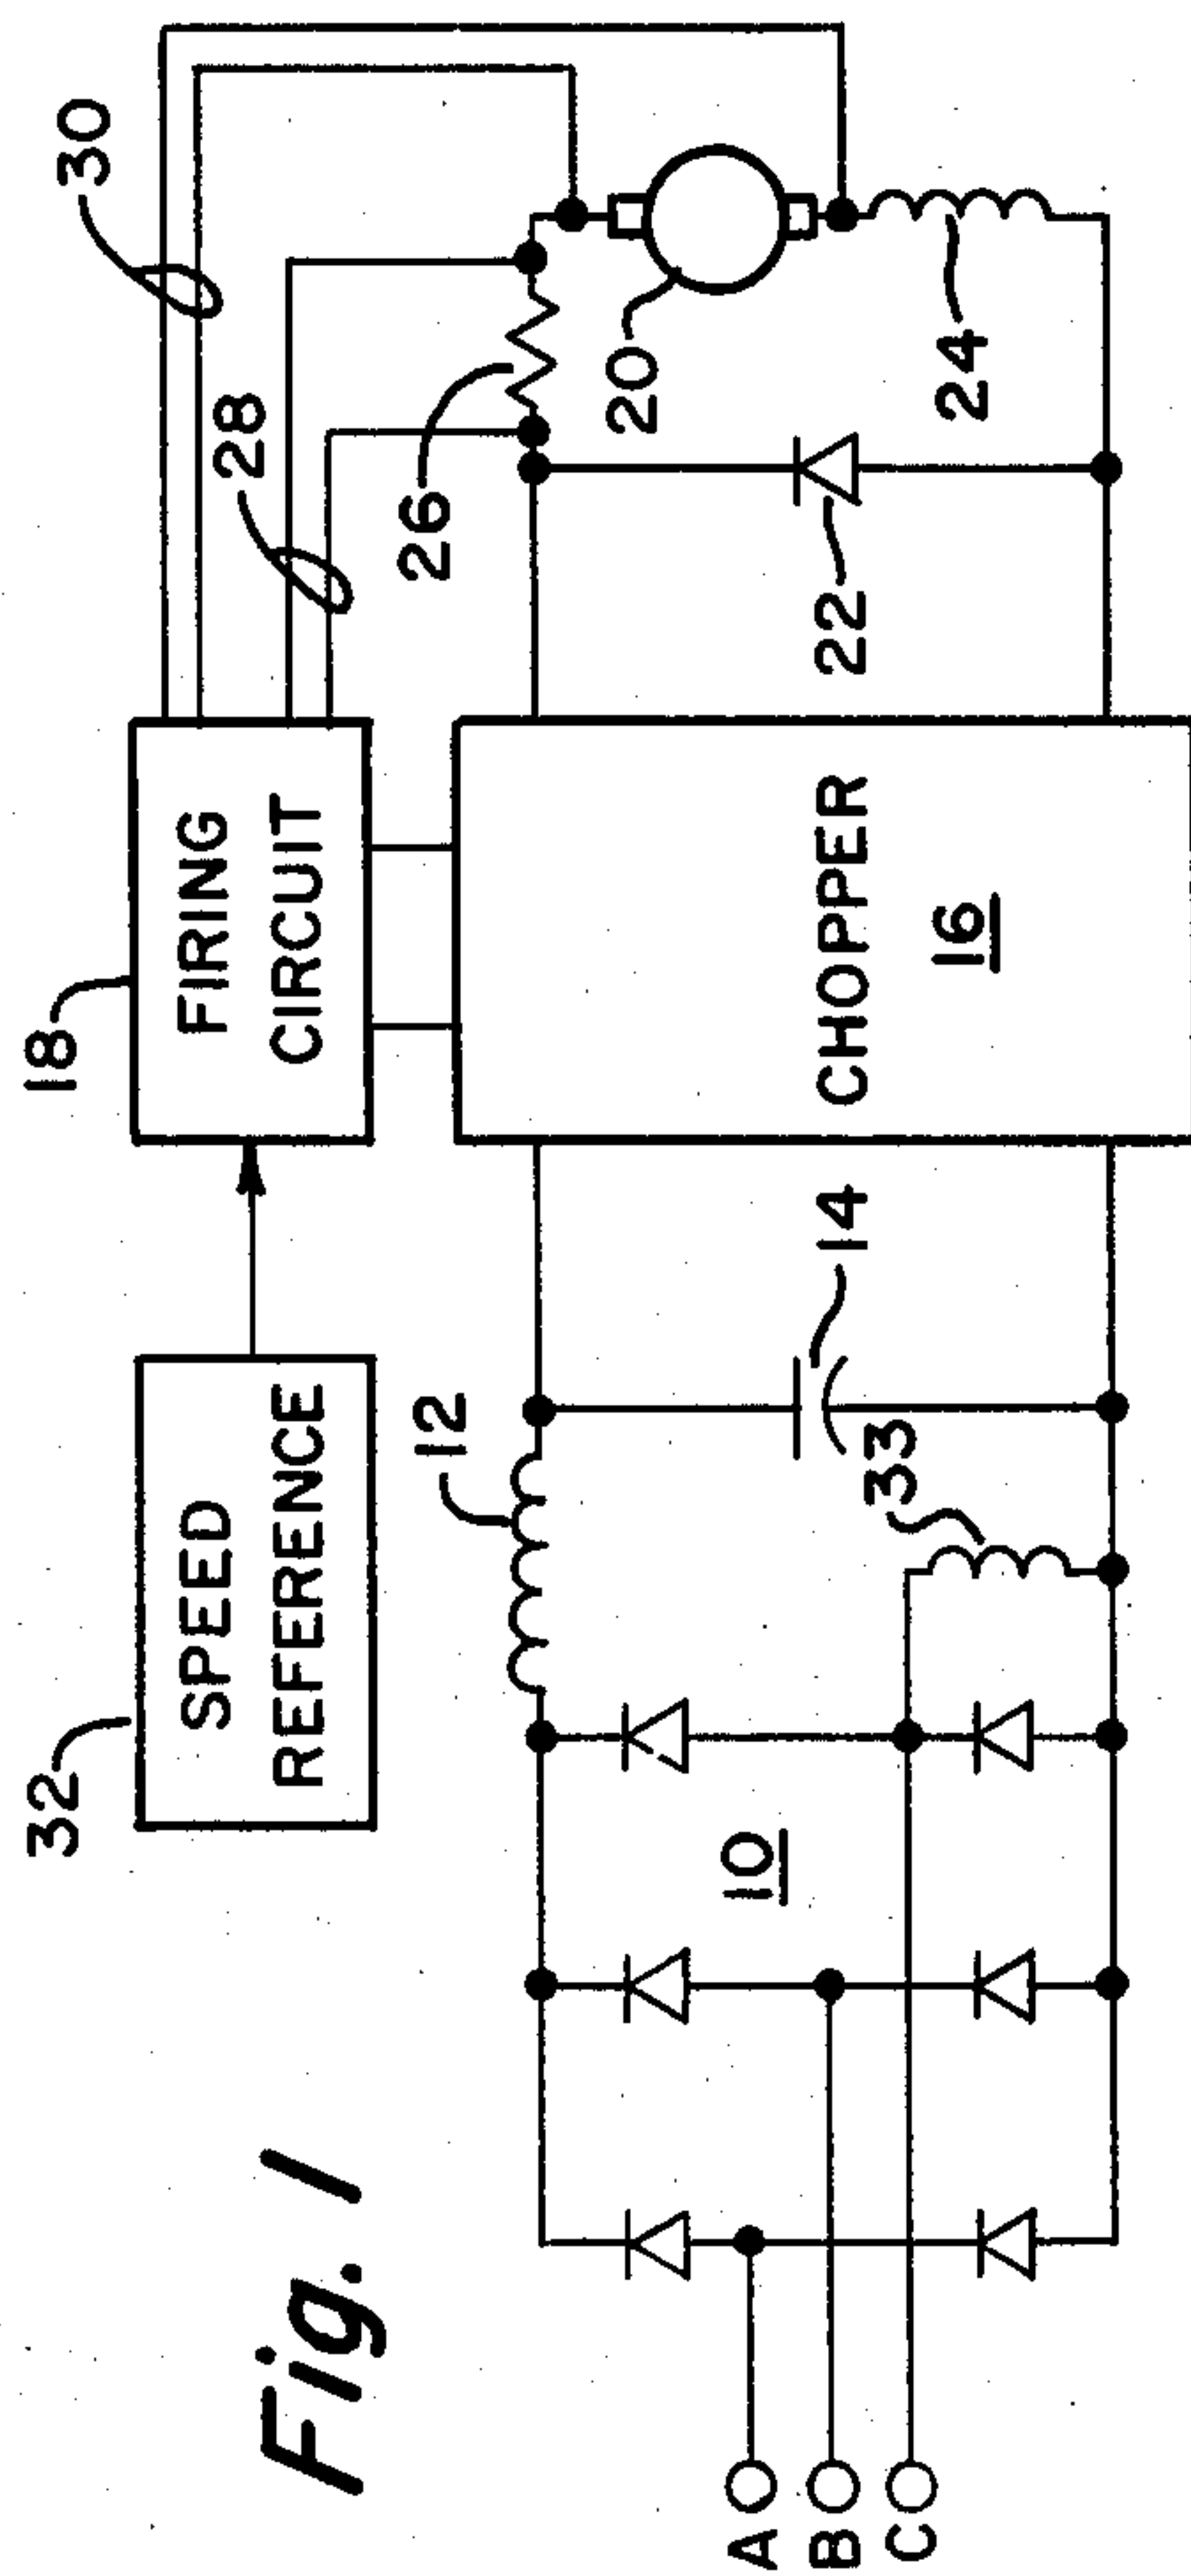 Fig. 1
32
SPEED
REFERENCE
18
FIRING
CIRCUIT
30
28
12
26
A
B
C
10
33
14
CHOPPER
16
22
20
24